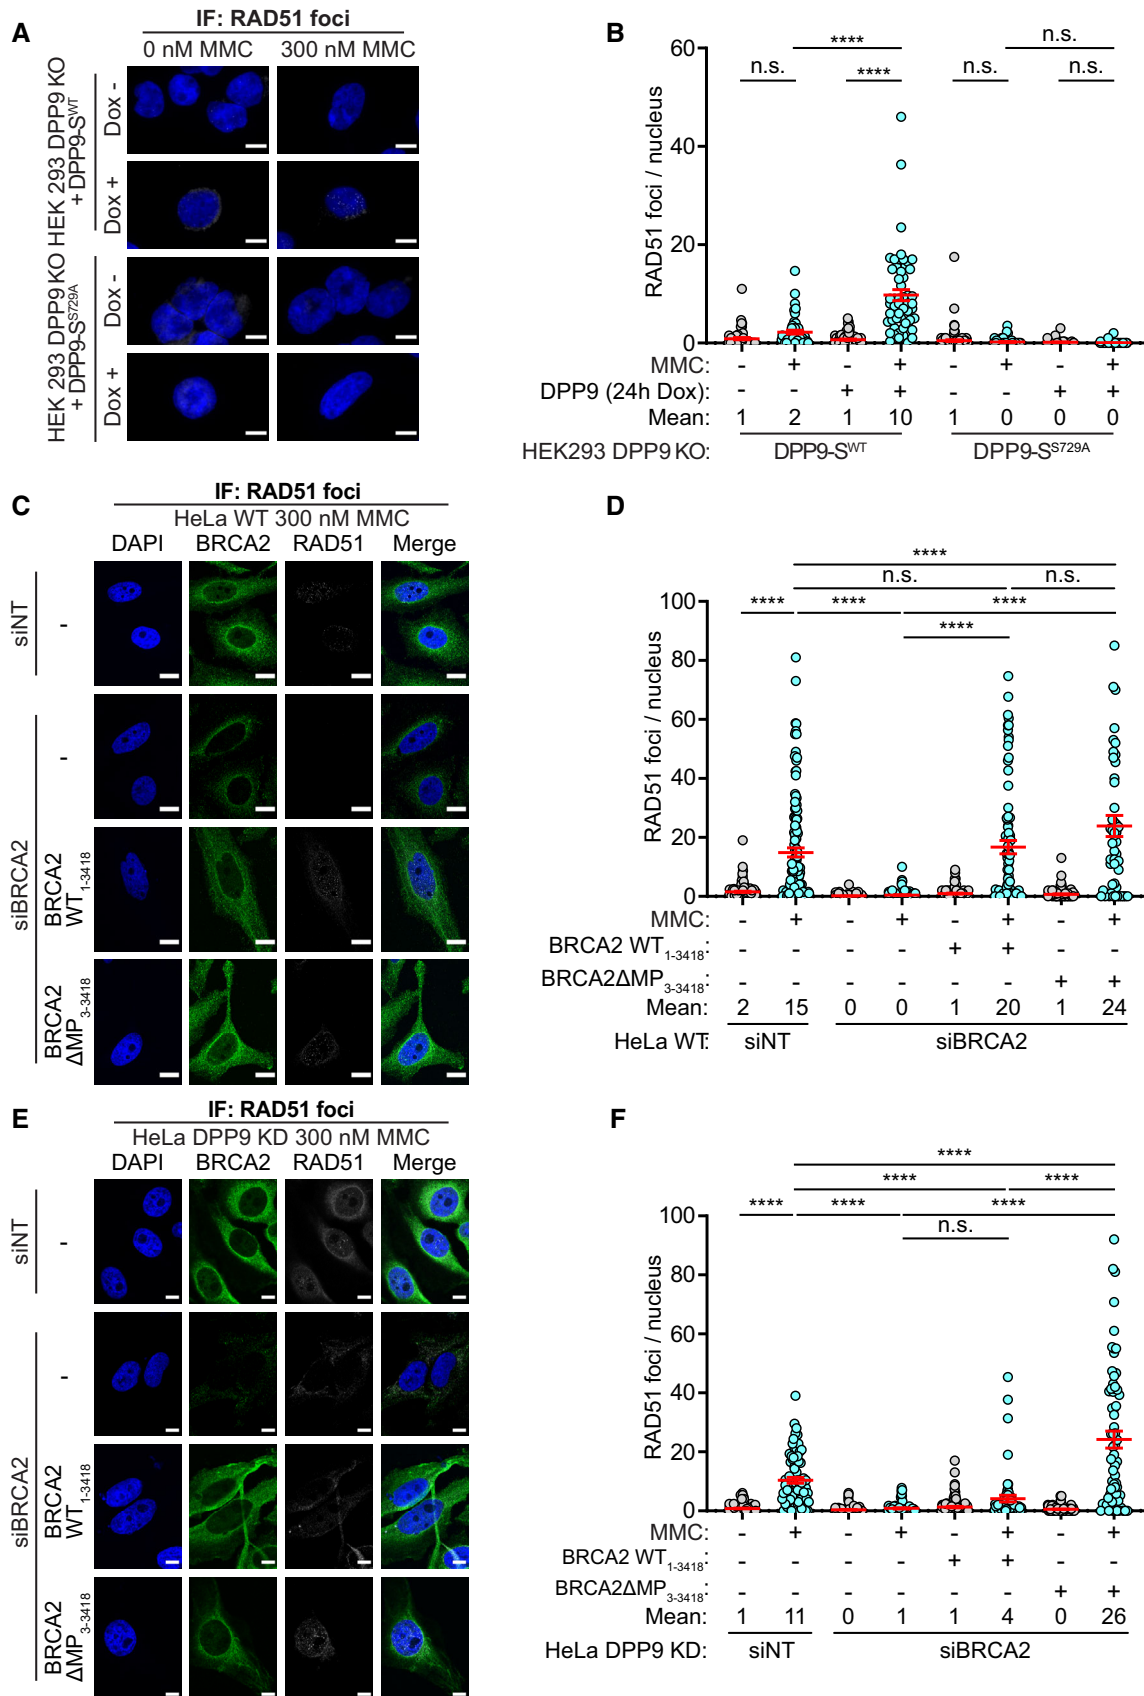 A
IF: RAD51 foci
0 nM MMC 300 nM MMC
HEK 293 DPP9 KO
+ DPP9-S^WT
Dox -
Dox +
HEK 293 DPP9 KO
+ DPP9-S^S729A
Dox -
Dox +
B
RAD51 foci / nucleus
60
40
20
0
n.s. **** **** n.s. n.s. n.s.
MMC: - + - + - + - +
DPP9 (24h Dox): - - + + - - + +
Mean: 1 2 1 10 1 0 0 0
HEK293 DPP9 KO: DPP9-S^WT DPP9-S^S729A
C
IF: RAD51 foci
HeLa WT 300 nM MMC
DAPI BRCA2 RAD51 Merge
siNT
-
siBRCA2
-
BRCA2
WT1-3418
BRCA2
ΔMP3-3418
D
RAD51 foci / nucleus
100
80
60
40
20
0
****
n.s. n.s.
**** **** ****
****
MMC: - + - + - + - +
BRCA2 WT1-3418: - - - - + + - -
BRCA2ΔMP3-3418: - - - - - - + +
Mean: 2 15 0 0 1 20 1 24
HeLa WT: siNT siBRCA2
E
IF: RAD51 foci
HeLa DPP9 KD 300 nM MMC
DAPI BRCA2 RAD51 Merge
siNT
-
siBRCA2
-
BRCA2
WT1-3418
BRCA2
ΔMP3-3418
F
RAD51 foci / nucleus
100
80
60
40
20
0
****
**** ****
**** **** ****
n.s.
MMC: - + - + - + - +
BRCA2 WT1-3418: - - - - + + - -
BRCA2ΔMP3-3418: - - - - - - + +
Mean: 1 11 0 1 1 4 0 26
HeLa DPP9 KD: siNT siBRCA2